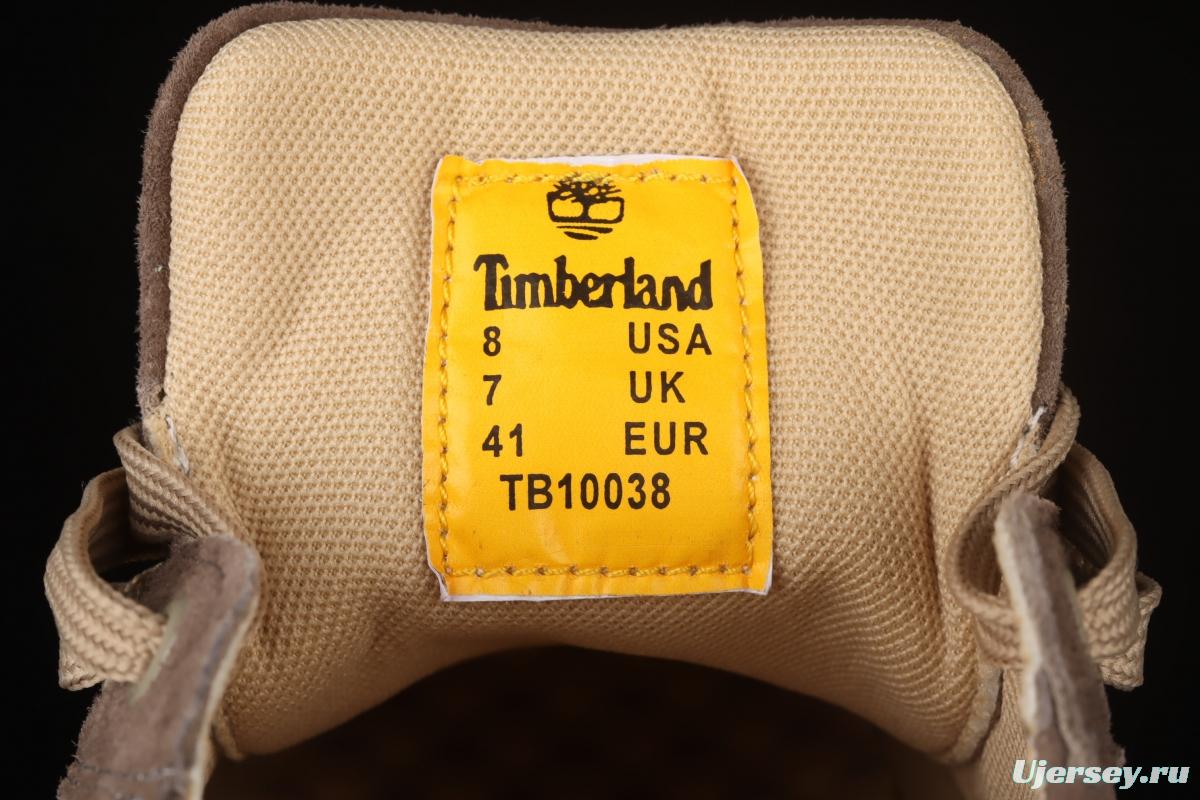 Timberland
8 USA
7 UK
41 EUR
TB10038
Ujersey.ru